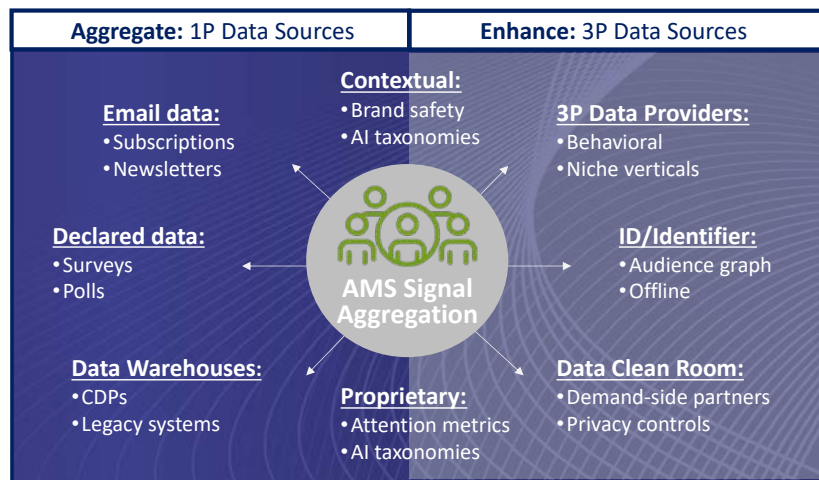 Aggregate: 1P Data Sources
Enhance: 3P Data Sources
Contextual:
•Brand safety
•AI taxonomies
Email data:
•Subscriptions
•Newsletters
3P Data Providers:
•Behavioral
•Niche verticals
Declared data:
•Surveys
•Polls
AMS Signal
Aggregation
ID/Identifier:
•Audience graph
•Offline
Data Warehouses:
•CDPs
•Legacy systems
Proprietary:
•Attention metrics
•AI taxonomies
Data Clean Room:
•Demand-side partners
•Privacy controls